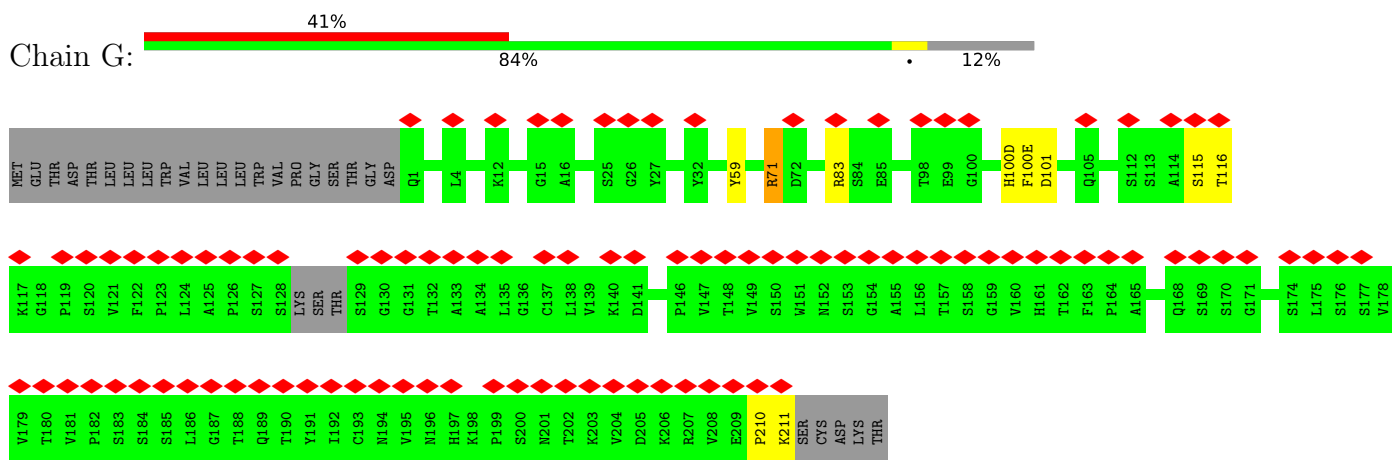 41%
Chain G:
84%
•
12%
MET GLU THR ASP THR LEU LEU LEU TRP VAL LEU LEU LEU TRP VAL PRO GLY SER THR GLY ASP Q1 L4 K12 G15 A16 S25 G26 Y27 Y32 Y59 R71 D72 R83 S84 E85 T98 E99 G100 H100D F100E D101 Q105 S112 S113 A114 S115 T116
K117 G118 P119 S120 V121 F122 P123 L124 A125 P126 S127 S128 LYS SER THR S129 G130 G131 T132 A133 A134 L135 G136 C137 L138 V139 K140 D141 P146 V147 T148 V149 S150 W151 N152 S153 G154 A155 L156 T157 S158 G159 V160 H161 T162 F163 P164 A165 Q168 S169 S170 G171 S174 L175 S176 S177 V178
V179 T180 V181 P182 S183 S184 S185 L186 G187 T188 Q189 T190 Y191 I192 C193 N194 V195 N196 H197 K198 P199 S200 N201 T202 K203 V204 D205 K206 R207 V208 E209 P210 K211 SER CYS ASP LYS THR